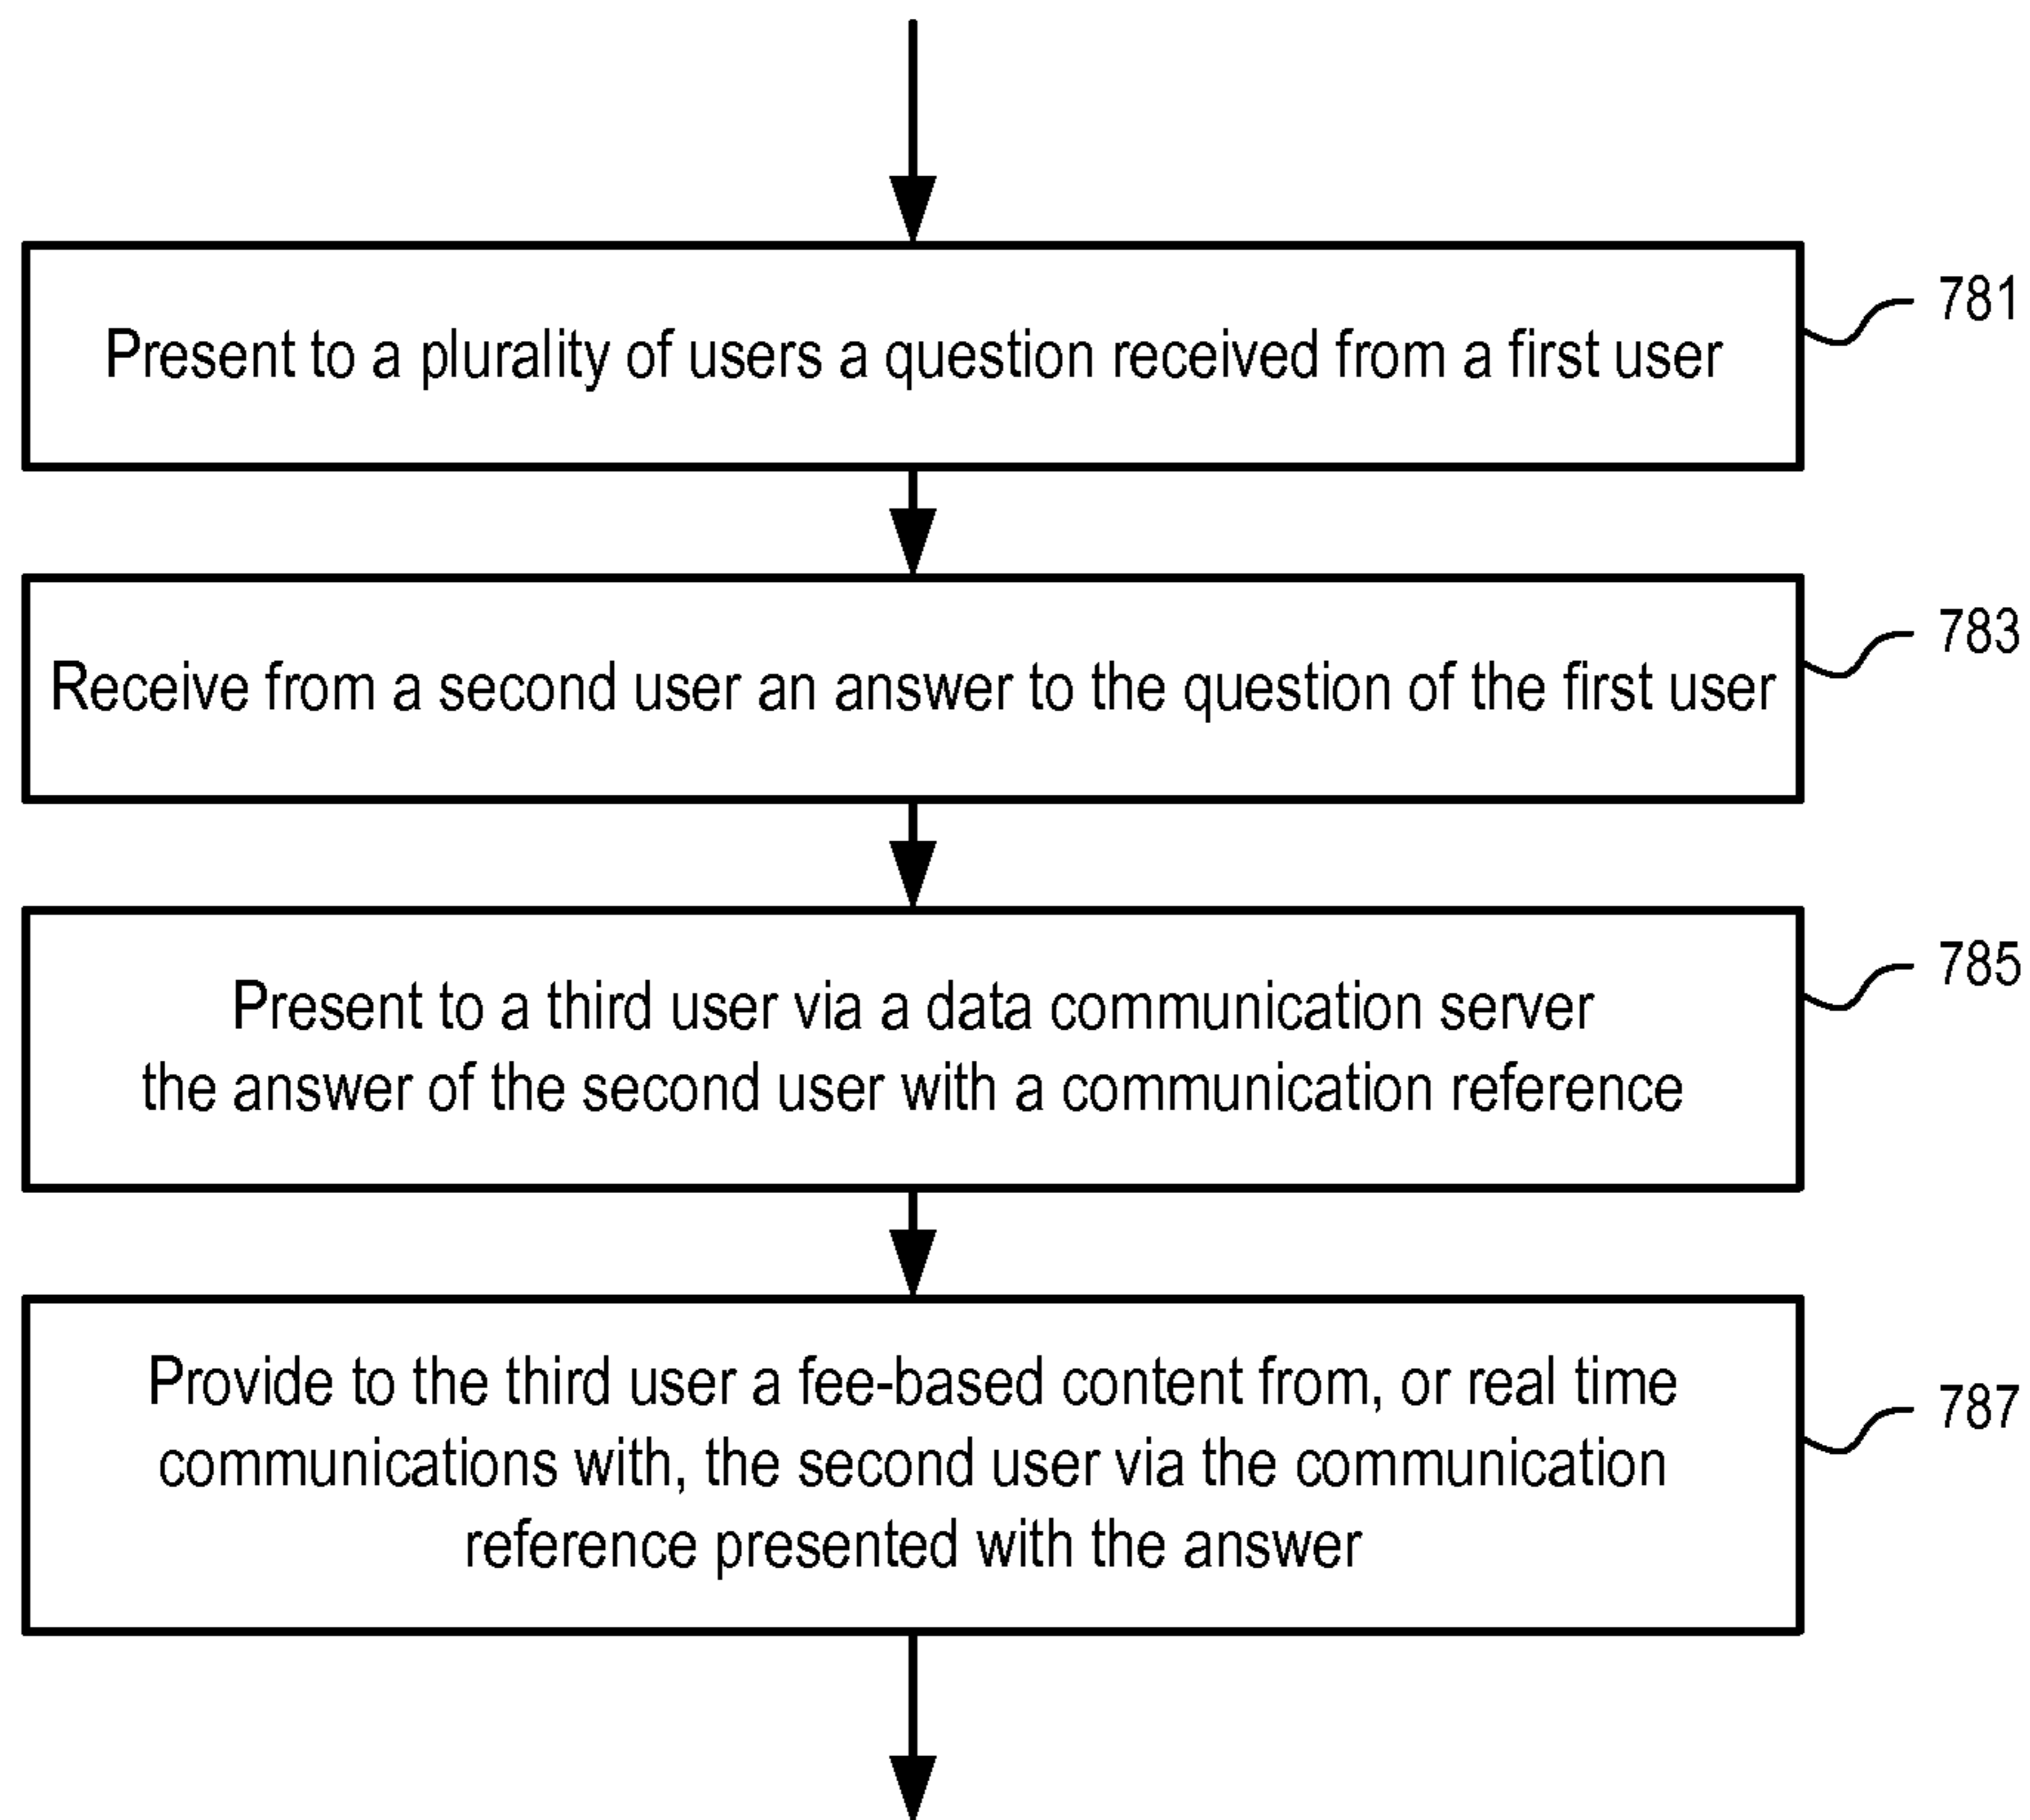 Present to a plurality of users a question received from a first user
781
Receive from a second user an answer to the question of the first user
783
Present to a third user via a data communication server
the answer of the second user with a communication reference
785
Provide to the third user a fee-based content from, or real time
communications with, the second user via the communication
reference presented with the answer
787